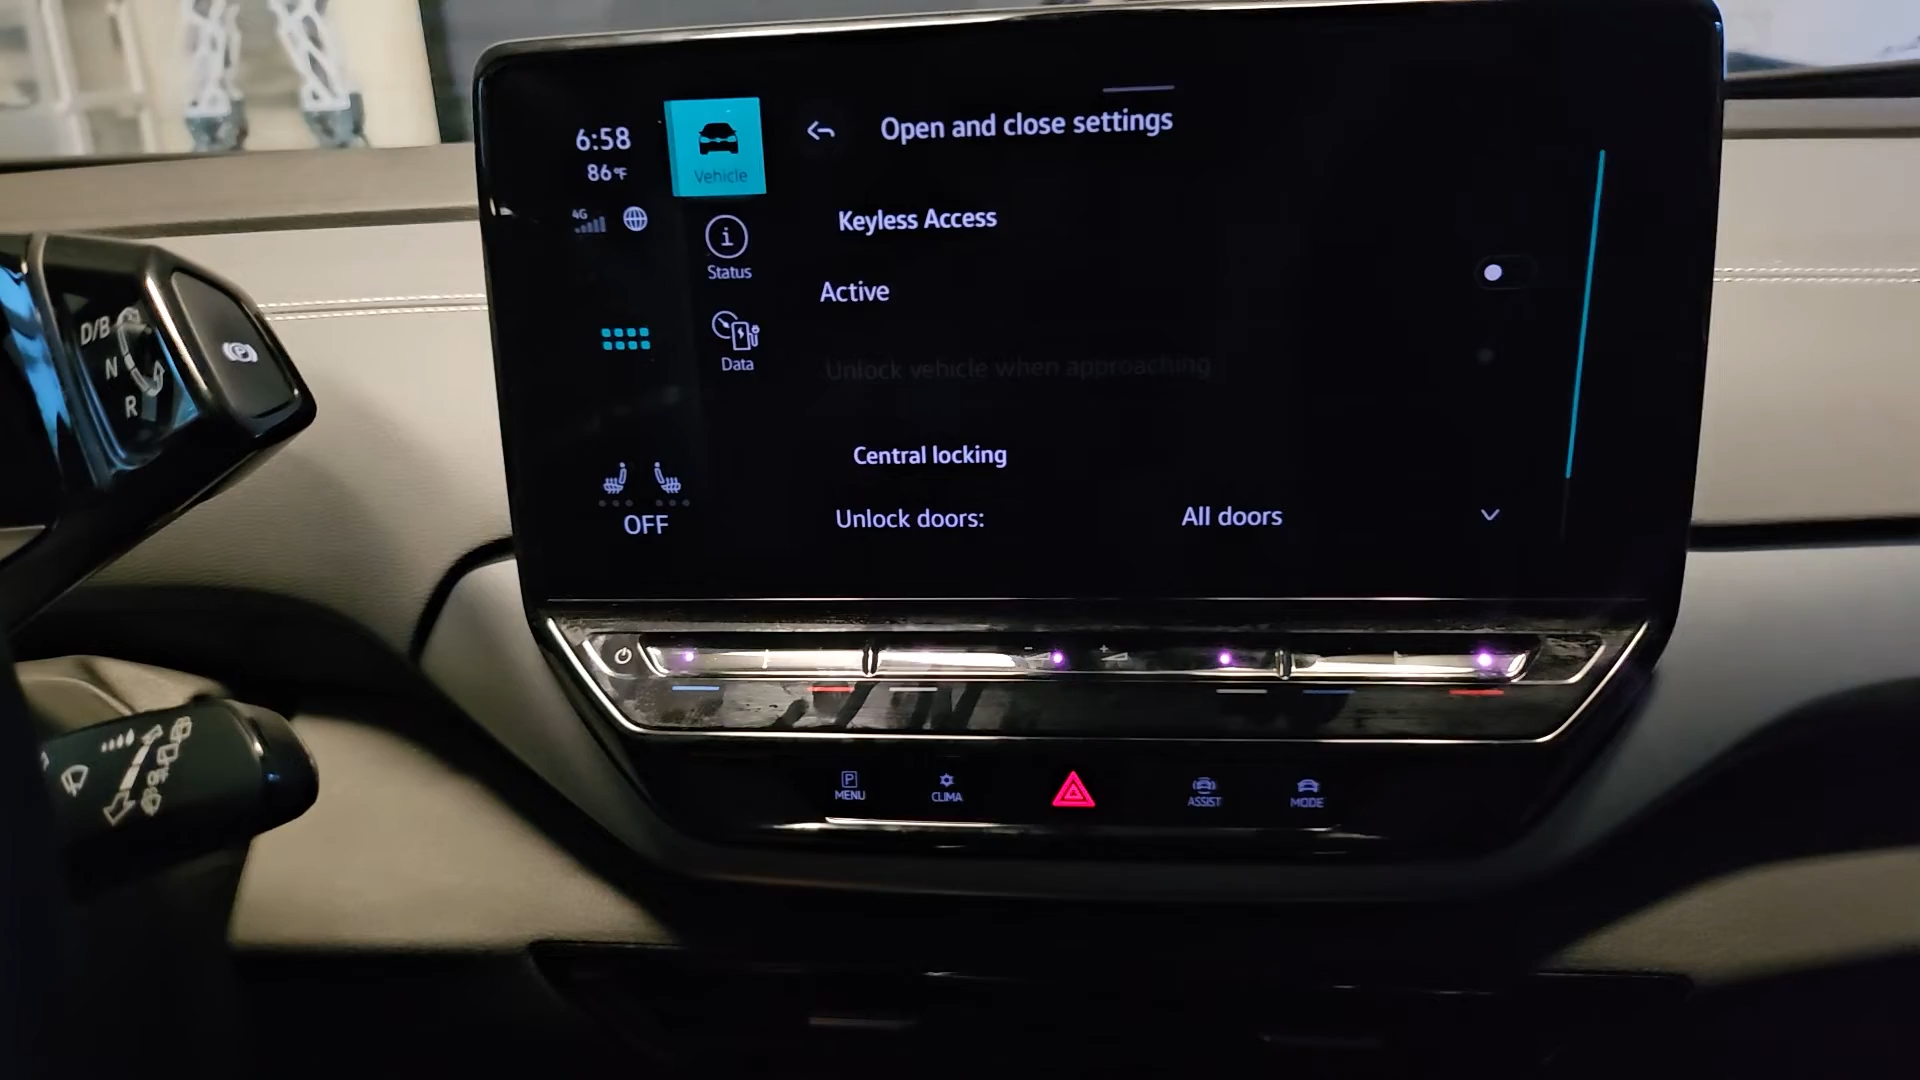 6:58
86°F
4G
Vehicle
Status
Data
OFF
Open and close settings
Keyless Access
Active
Unlock vehicle when approaching
Central locking
Unlock doors: All doors
D/B
N
R
P
P
MENU
CLIMA
ASSIST
MODE